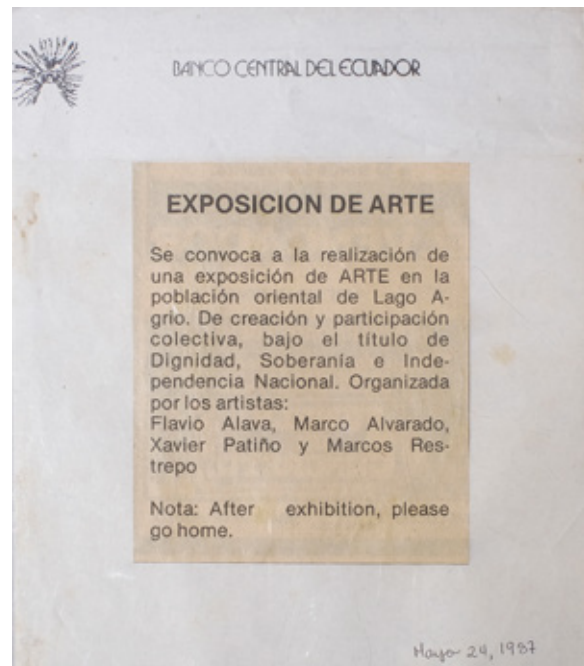 BANCO CENTRAL DEL ECUADOR
EXPOSICION DE ARTE
Se convoca a la realización de
una exposición de ARTE en la
población oriental de Lago A-
grio. De creación y participación
colectiva, bajo el título de
Dignidad, Soberanía e Inde-
pendencia Nacional. Organizada
por los artistas:
Flavio Alava, Marco Alvarado,
Xavier Patiño y Marcos Res-
trepo
Nota: After exhibition, please
go home.
Mayo 24, 1987